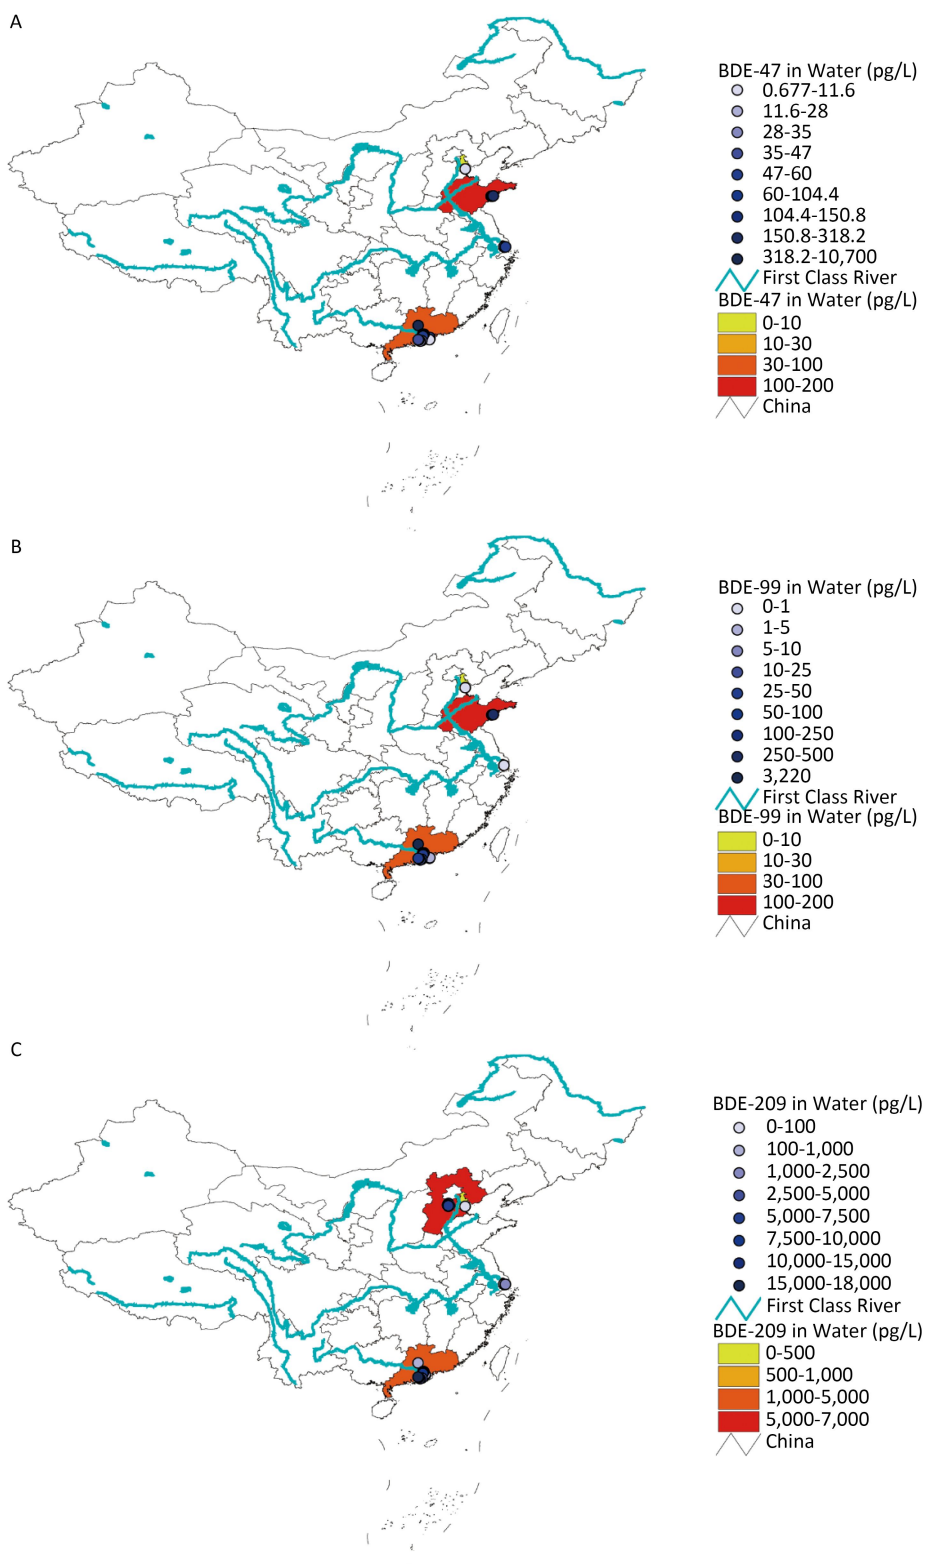 A
BDE-47 in Water (pg/L)
0.677-11.6
11.6-28
28-35
35-47
47-60
60-104.4
104.4-150.8
150.8-318.2
318.2-10,700
First Class River
BDE-47 in Water (pg/L)
0-10
10-30
30-100
100-200
China
B
BDE-99 in Water (pg/L)
0-1
1-5
5-10
10-25
25-50
50-100
100-250
250-500
3,220
First Class River
BDE-99 in Water (pg/L)
0-10
10-30
30-100
100-200
China
C
BDE-209 in Water (pg/L)
0-100
100-1,000
1,000-2,500
2,500-5,000
5,000-7,500
7,500-10,000
10,000-15,000
15,000-18,000
First Class River
BDE-209 in Water (pg/L)
0-500
500-1,000
1,000-5,000
5,000-7,000
China